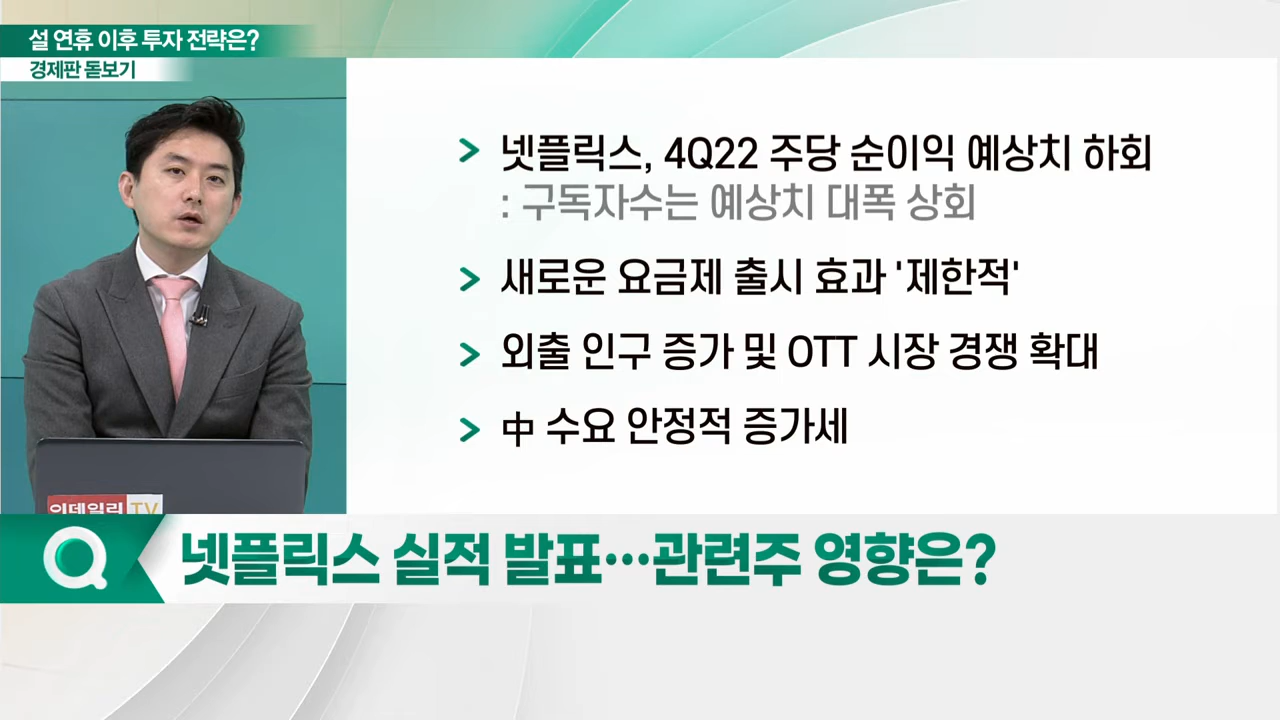 설 연휴 이후 투자 전략은?
경제판 돋보기
넷플릭스, 4Q22 주당 순이익 예상치 하회
: 구독자수는 예상치 대폭 상회
새로운 요금제 출시 효과 '제한적'
외출 인구 증가 및 OTT 시장 경쟁 확대
中 수요 안정적 증가세
이데일리 TV
넷플릭스 실적 발표…관련주 영향은?